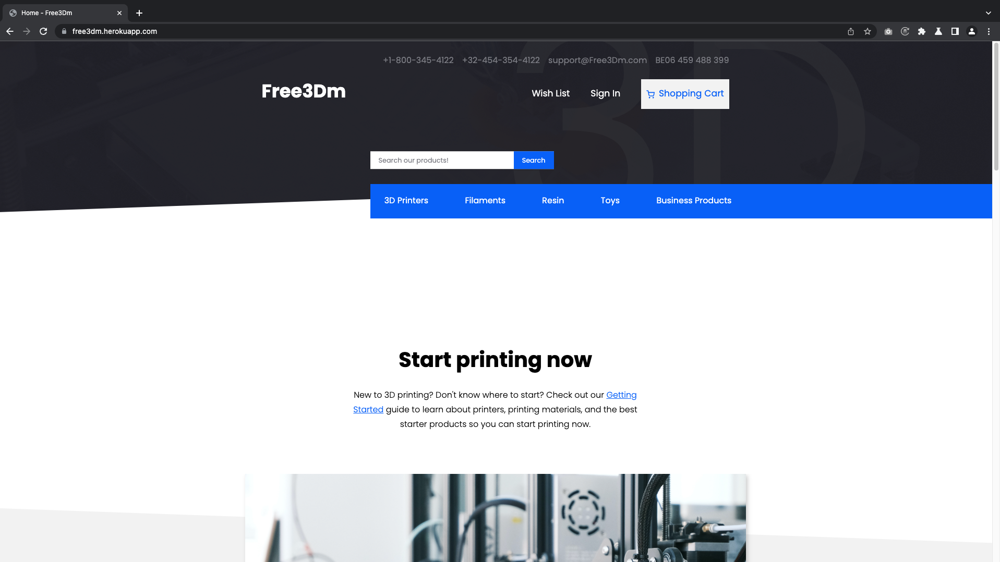 Home - Free3Dm
free3dm.herokuapp.com
+1-800-345-4122 +32-454-354-4122 support@Free3Dm.com BE06 459 488 399
Free3Dm
Wish List Sign In Shopping Cart
3D
Search our products! Search
3D Printers Filaments Resin Toys Business Products
Start printing now
New to 3D printing? Don't know where to start? Check out our Getting
Started guide to learn about printers, printing materials, and the best
starter products so you can start printing now.